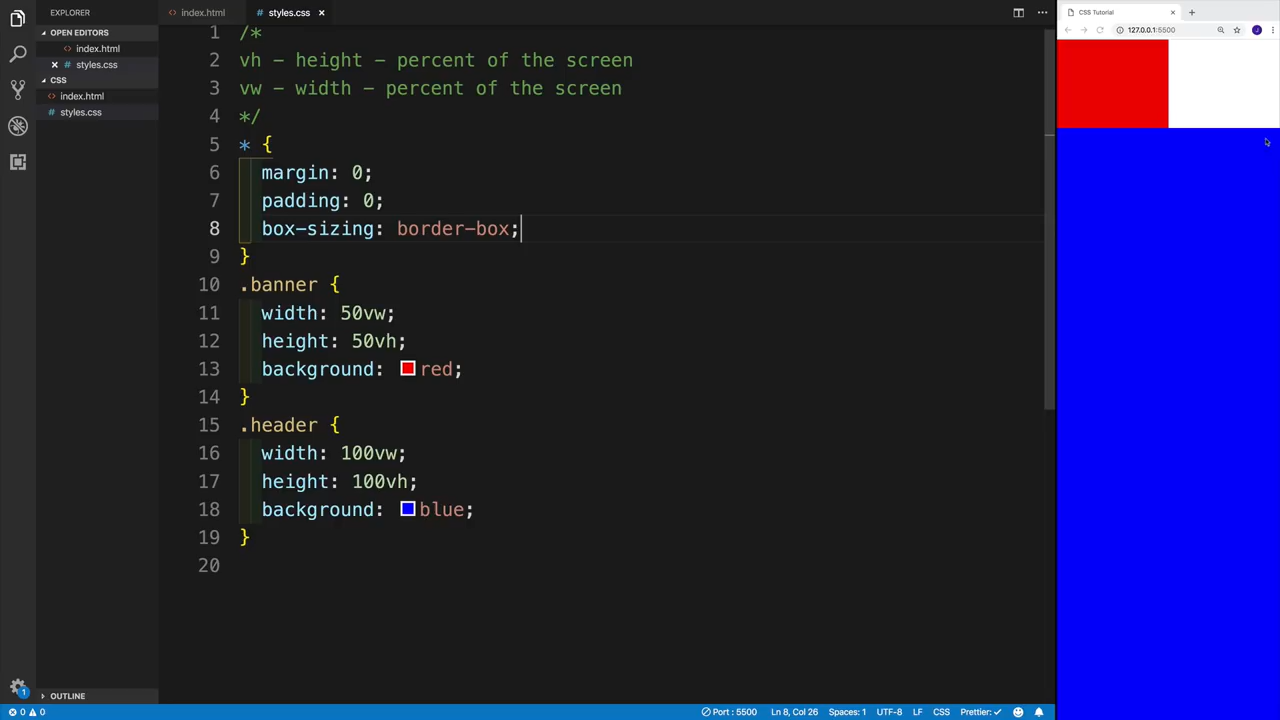 EXPLORER
OPEN EDITORS
index.html
styles.css
CSS
index.html
styles.css
OUTLINE
1
index.html
styles.css
1 /*
2 vh - height - percent of the screen
3 vw - width - percent of the screen
4 */
5 * {
6 margin: 0;
7 padding: 0;
8 box-sizing: border-box;
9 }
10 .banner {
11 width: 50vw;
12 height: 50vh;
13 background: red;
14 }
15 .header {
16 width: 100vw;
17 height: 100vh;
18 background: blue;
19 }
20
0 0 Port : 5500 Ln 8, Col 26 Spaces: 1 UTF-8 LF CSS Prettier: ✓
CSS Tutorial
127.0.0.1:5500
J